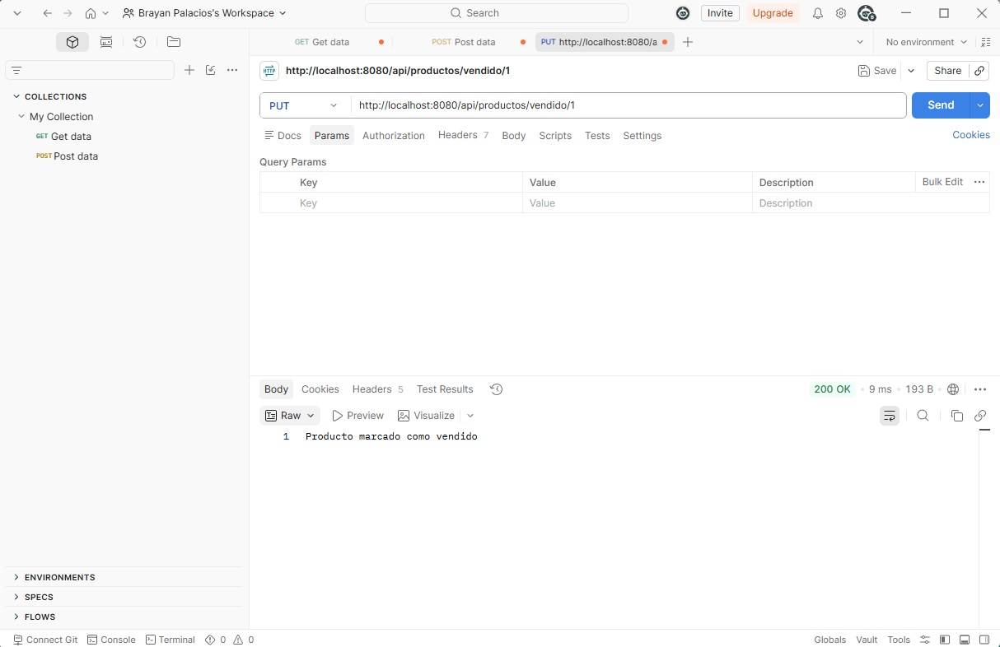 Brayan Palacios's Workspace
Search
Invite
Upgrade
6
GET Get data
POST Post data
PUT http://localhost:8080/a
No environment
HTTP http://localhost:8080/api/productos/vendido/1
Save
Share
COLLECTIONS
My Collection
GET Get data
POST Post data
PUT
http://localhost:8080/api/productos/vendido/1
Send
Docs Params Authorization Headers 7 Body Scripts Tests Settings
Cookies
Query Params
Key Value Description Bulk Edit
Key Value Description
Body Cookies Headers 5 Test Results
200 OK • 9 ms • 193 B
Raw Preview Visualize
1 Producto marcado como vendido
ENVIRONMENTS
SPECS
FLOWS
Connect Git Console Terminal 0 0
Globals Vault Tools